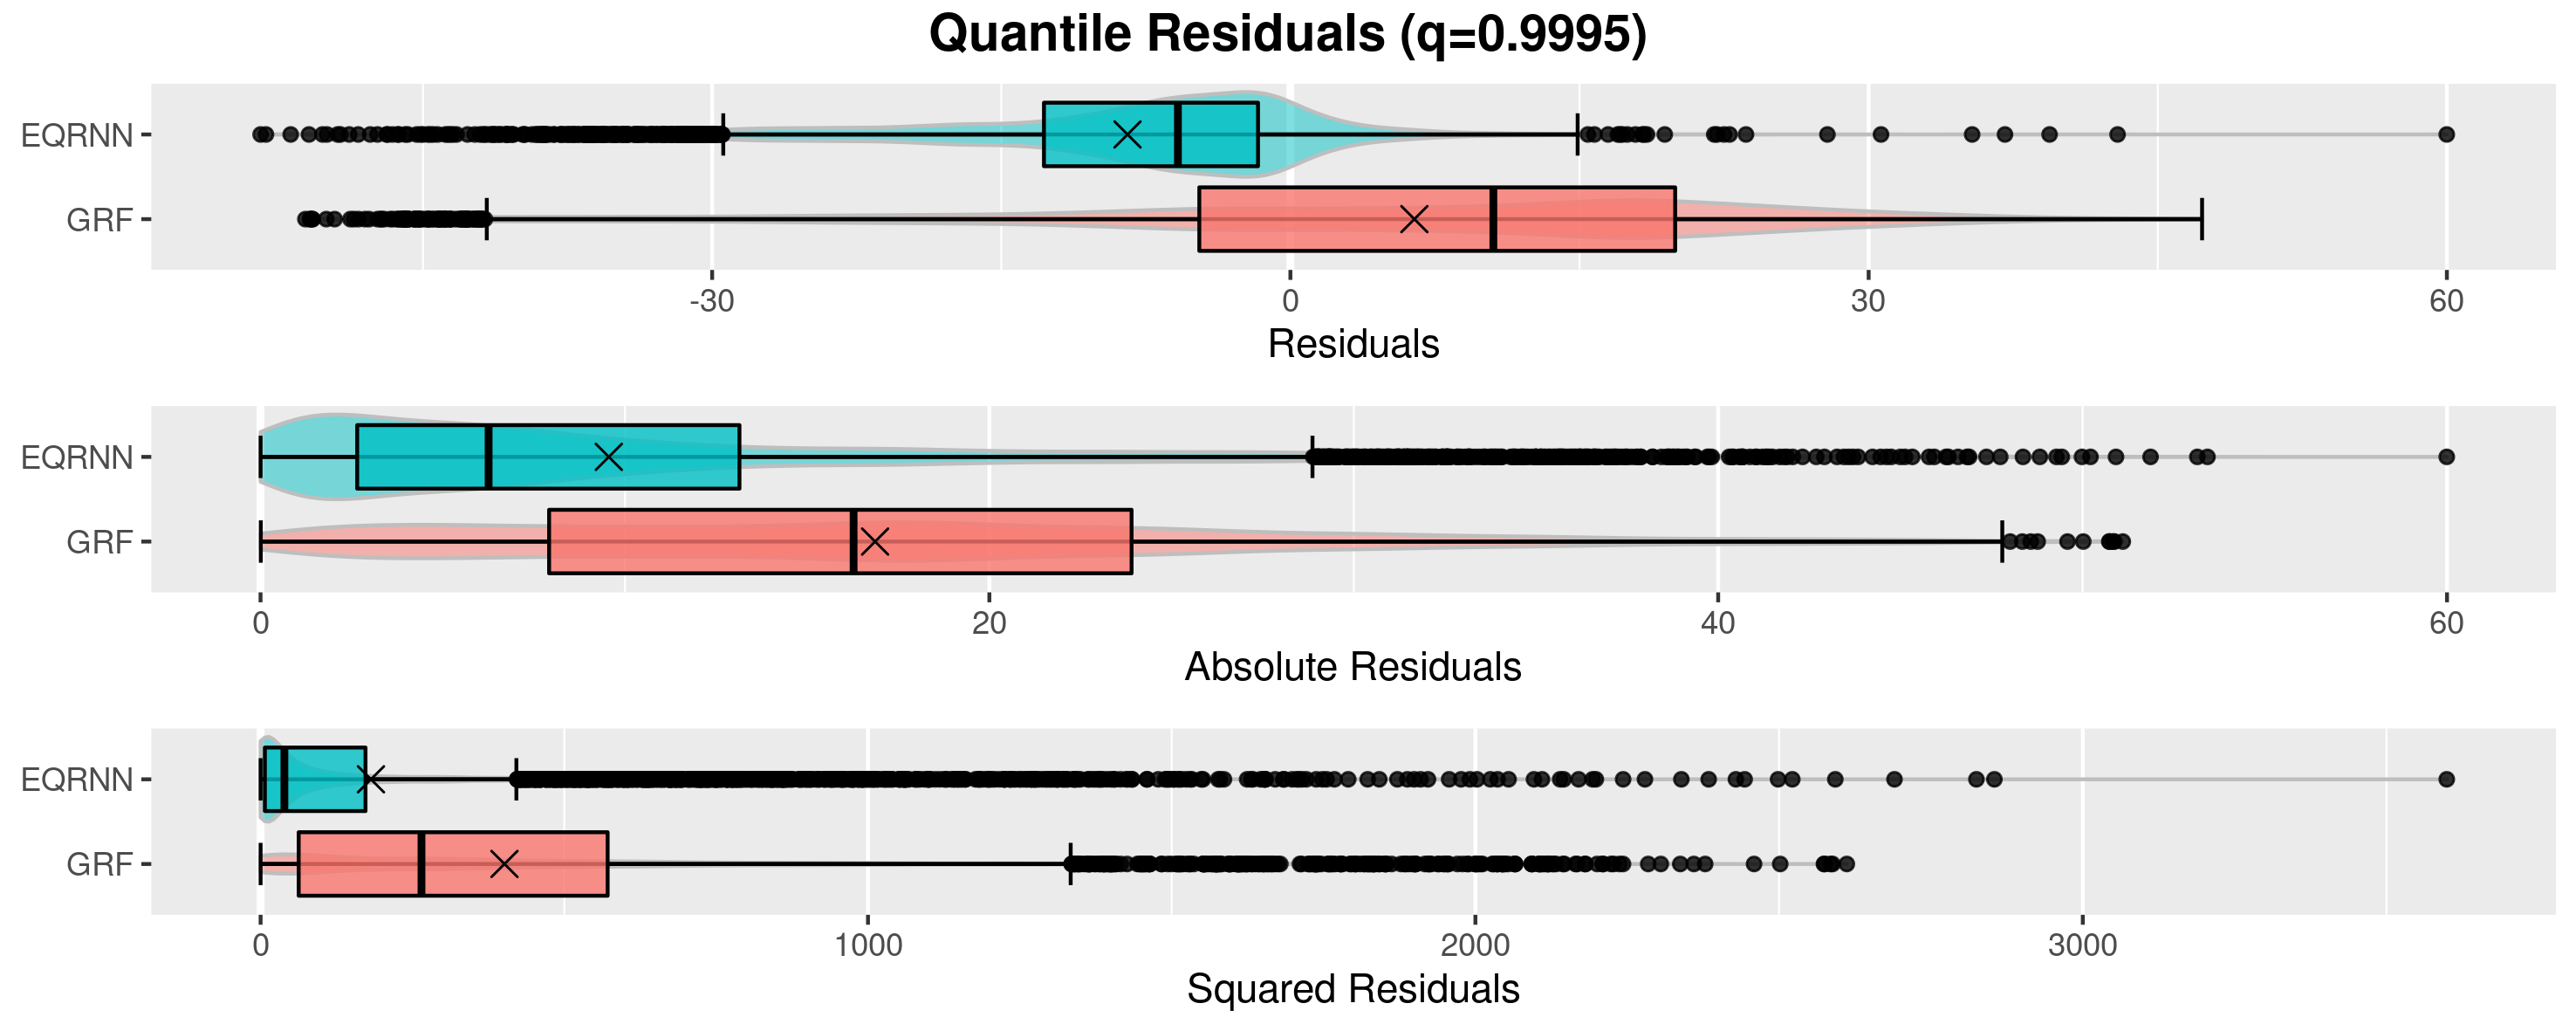 Quantile Residuals (q=0.9995)
EQRNN
GRF
-30 0 30 60
Residuals
EQRNN
GRF
0 20 40 60
Absolute Residuals
EQRNN
GRF
0 1000 2000 3000
Squared Residuals